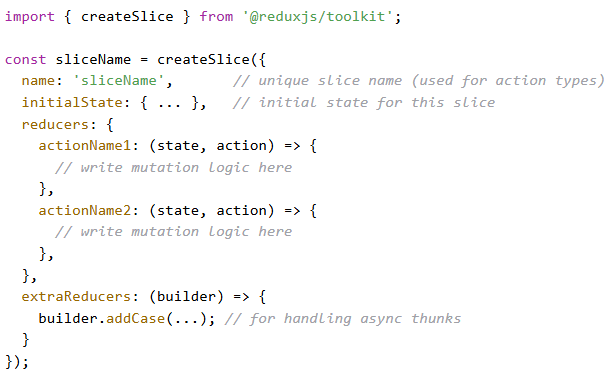 import { createSlice } from '@reduxjs/toolkit';

const sliceName = createSlice({
  name: 'sliceName',       // unique slice name (used for action types)
  initialState: { ... },   // initial state for this slice
  reducers: {
    actionName1: (state, action) => {
      // write mutation logic here
    },
    actionName2: (state, action) => {
      // write mutation logic here
    },
  },
  extraReducers: (builder) => {
    builder.addCase(...); // for handling async thunks
  }
});